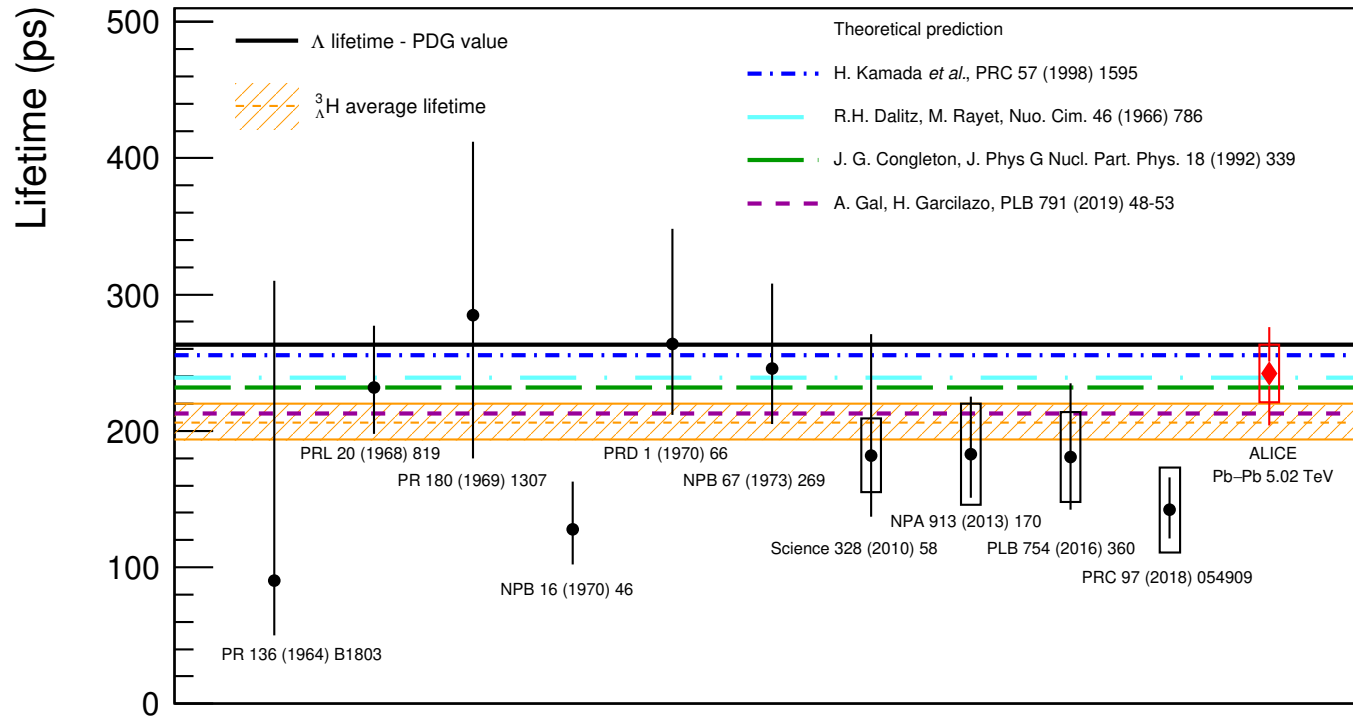 Lifetime (ps)
500
400
300
200
100
0
Λ lifetime - PDG value
³ΛH average lifetime
Theoretical prediction
H. Kamada et al., PRC 57 (1998) 1595
R.H. Dalitz, M. Rayet, Nuo. Cim. 46 (1966) 786
J. G. Congleton, J. Phys G Nucl. Part. Phys. 18 (1992) 339
A. Gal, H. Garcilazo, PLB 791 (2019) 48-53
PR 136 (1964) B1803
PRL 20 (1968) 819
PR 180 (1969) 1307
NPB 16 (1970) 46
PRD 1 (1970) 66
NPB 67 (1973) 269
Science 328 (2010) 58
NPA 913 (2013) 170
PLB 754 (2016) 360
PRC 97 (2018) 054909
ALICE
Pb–Pb 5.02 TeV